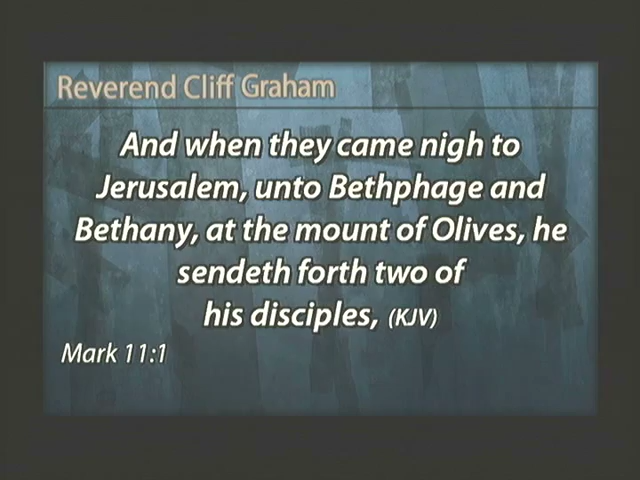 Reverend Cliff Graham
And when they came nigh to
Jerusalem, unto Bethphage and
Bethany, at the mount of Olives, he
sendeth forth two of
his disciples, (KJV)
Mark 11:1